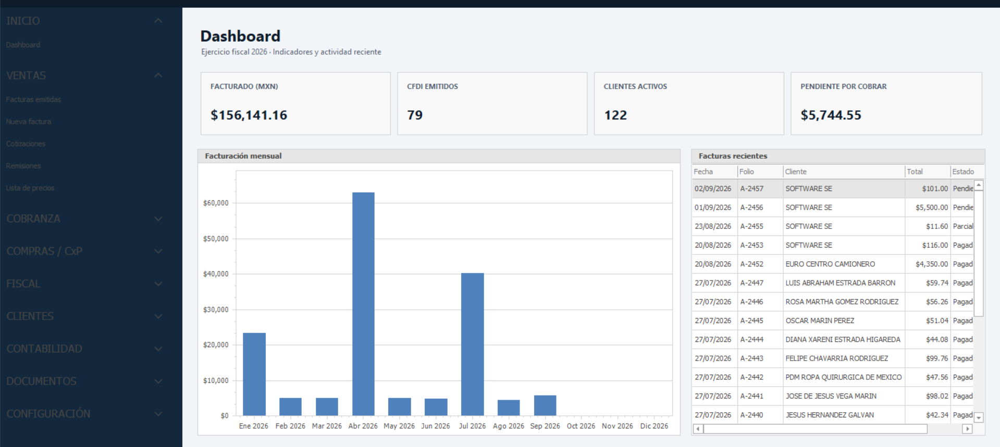 INICIO
Dashboard
VENTAS
Facturas emitidas
Nueva factura
Cotizaciones
Remisiones
Lista de precios
COBRANZA
COMPRAS / CxP
FISCAL
CLIENTES
CONTABILIDAD
DOCUMENTOS
CONFIGURACIÓN
Dashboard
Ejercicio fiscal 2026 · Indicadores y actividad reciente
FACTURADO (MXN)
$156,141.16
CFDI EMITIDOS
79
CLIENTES ACTIVOS
122
PENDIENTE POR COBRAR
$5,744.55
Facturación mensual
$60,000
$50,000
$40,000
$30,000
$20,000
$10,000
$0
Ene 2026 Feb 2026 Mar 2026 Abr 2026 May 2026 Jun 2026 Jul 2026 Ago 2026 Sep 2026 Oct 2026 Nov 2026 Dic 2026
Facturas recientes
Fecha Folio Cliente Total Estado
02/09/2026 A-2457 SOFTWARE SE $101.00 Pendie
01/09/2026 A-2456 SOFTWARE SE $5,500.00 Pendie
23/08/2026 A-2455 SOFTWARE SE $11.60 Parcial
20/08/2026 A-2453 SOFTWARE SE $116.00 Pagad
20/08/2026 A-2452 EURO CENTRO CAMIONERO $4,350.00 Pagad
27/07/2026 A-2447 LUIS ABRAHAM ESTRADA BARRON $59.74 Pagad
27/07/2026 A-2446 ROSA MARTHA GOMEZ RODRIGUEZ $56.26 Pagad
27/07/2026 A-2445 OSCAR MARIN PEREZ $51.04 Pagad
27/07/2026 A-2444 DIANA XARENI ESTRADA HIGAREDA $44.08 Pagad
27/07/2026 A-2443 FELIPE CHAVARRIA RODRIGUEZ $99.76 Pagad
27/07/2026 A-2442 PDM ROPA QUIRURGICA DE MEXICO $47.56 Pagad
27/07/2026 A-2441 JOSE DE JESUS VEGA MARIN $98.02 Pagad
27/07/2026 A-2440 JESUS HERNANDEZ GALVAN $42.34 Pagad